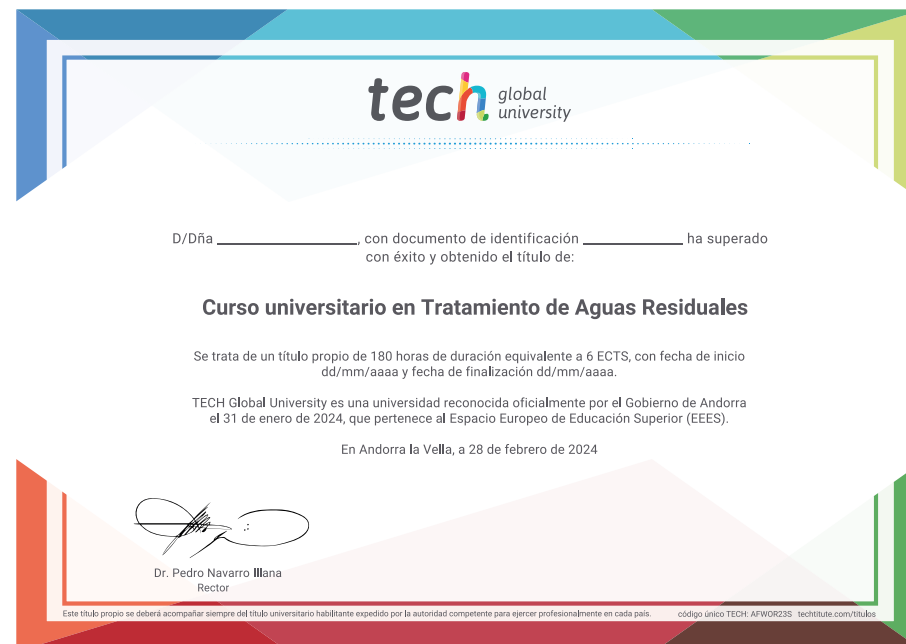 tech global university
D/Dña ____________________, con documento de identificación ______________ ha superado
con éxito y obtenido el título de:
Curso universitario en Tratamiento de Aguas Residuales
Se trata de un título propio de 180 horas de duración equivalente a 6 ECTS, con fecha de inicio
dd/mm/aaaa y fecha de finalización dd/mm/aaaa.
TECH Global University es una universidad reconocida oficialmente por el Gobierno de Andorra
el 31 de enero de 2024, que pertenece al Espacio Europeo de Educación Superior (EEES).
En Andorra la Vella, a 28 de febrero de 2024
Dr. Pedro Navarro Illana
Rector
Este título propio se deberá acompañar siempre del título universitario habilitante expedido por la autoridad competente para ejercer profesionalmente en cada país. código único TECH: AFWOR23S techtitute.com/titulos